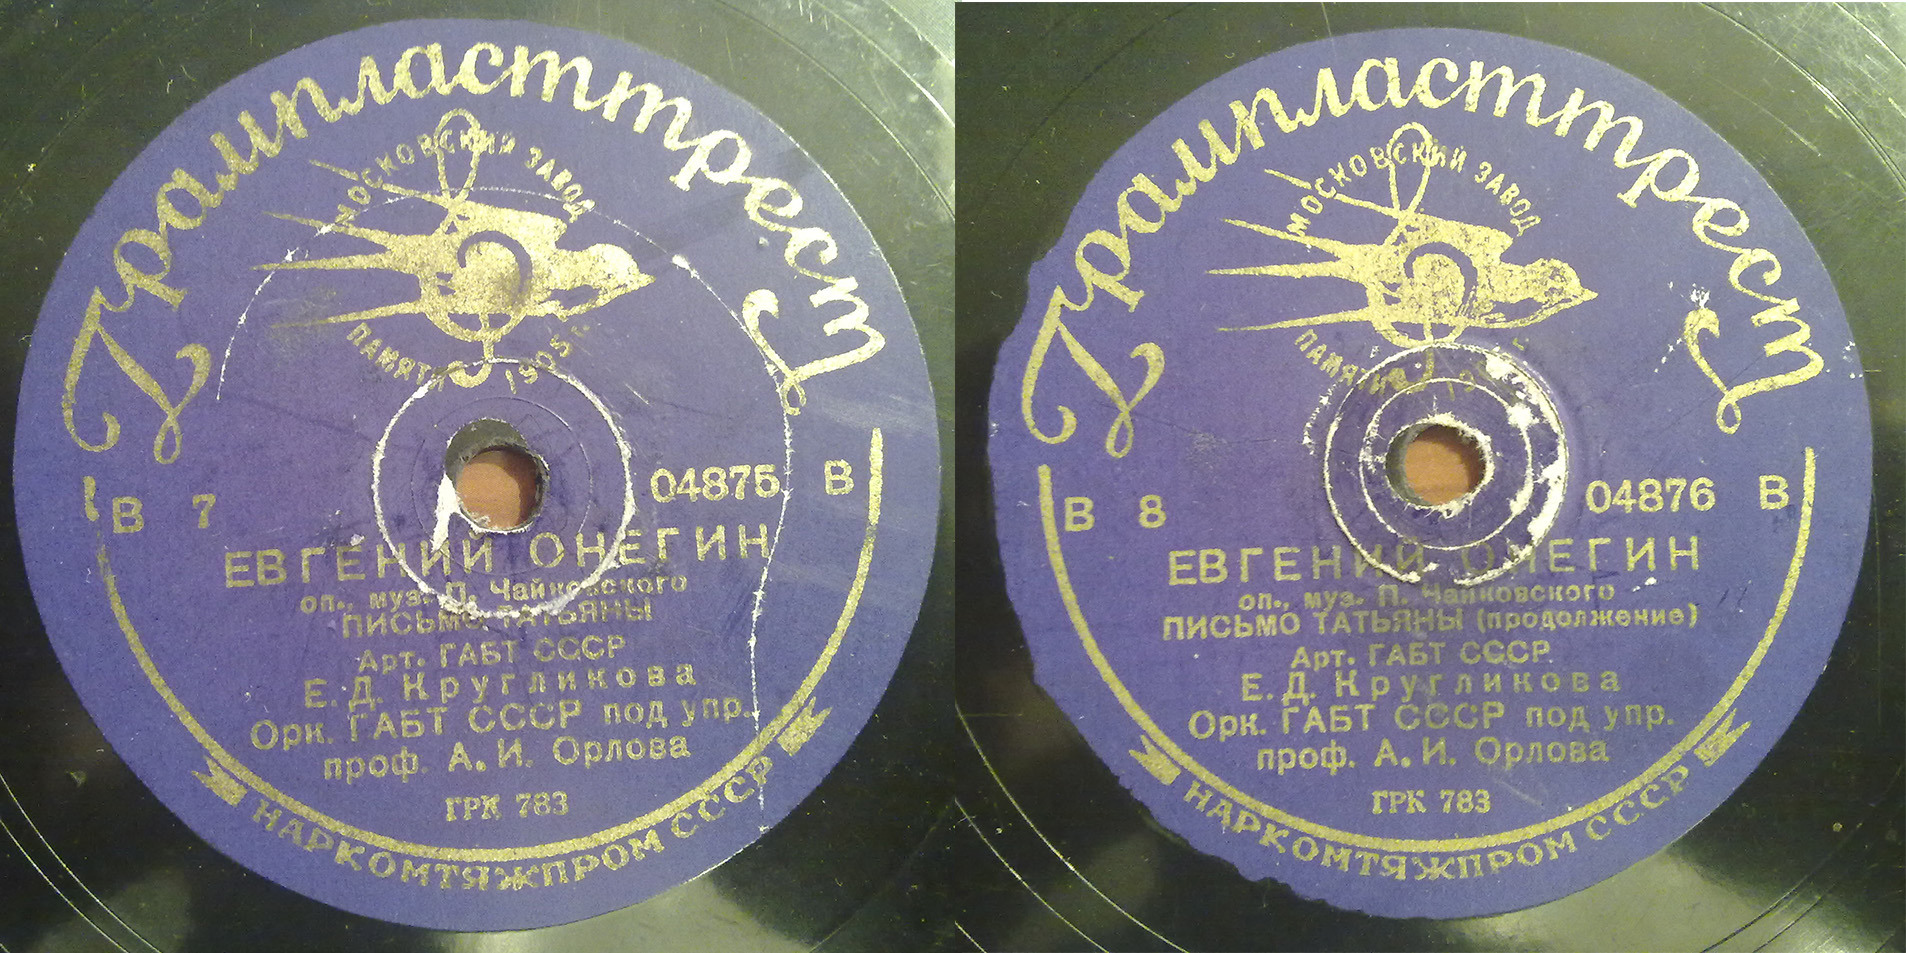 Грампласттрест
МОСКОВСКИЙ ЗАВОД
ПАМЯТИ 1905 г.
В 7 04875 В
ЕВГЕНИЙ ОНЕГИН
оп., муз. П. Чайковского
ПИСЬМО ТАТЬЯНЫ
Арт. ГАБТ СССР
Е. Д. Кругликова
Орк. ГАБТ СССР под упр.
проф. А. И. Орлова
ГРК 783
НАРКОМТЯЖПРОМ СССР
Грампласттрест
МОСКОВСКИЙ ЗАВОД
ПАМЯТИ
В 8 04876 В
ЕВГЕНИЙ ОНЕГИН
оп., муз. П. Чайковского
ПИСЬМО ТАТЬЯНЫ (продолжение)
Арт. ГАБТ СССР
Е. Д. Кругликова
Орк. ГАБТ СССР под упр.
проф. А. И. Орлова
ГРК 783
НАРКОМТЯЖПРОМ СССР